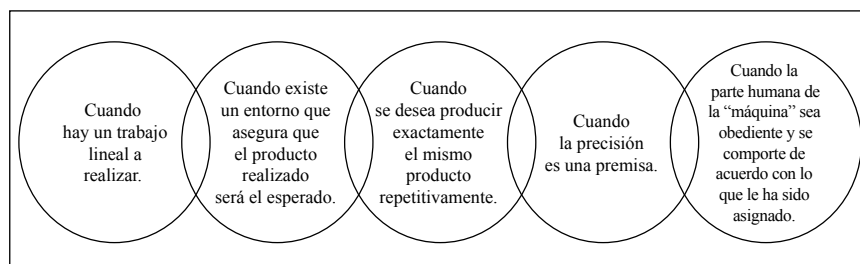 Cuando
hay un trabajo
lineal a
realizar.
Cuando existe
un entorno que
asegura que
el producto
realizado
será el esperado.
Cuando
se desea producir
exactamente
el mismo
producto
repetitivamente.
Cuando
la precisión
es una premisa.
Cuando la
parte humana de
la “máquina” sea
obediente y se
comporte de
acuerdo con lo
que le ha sido
asignado.